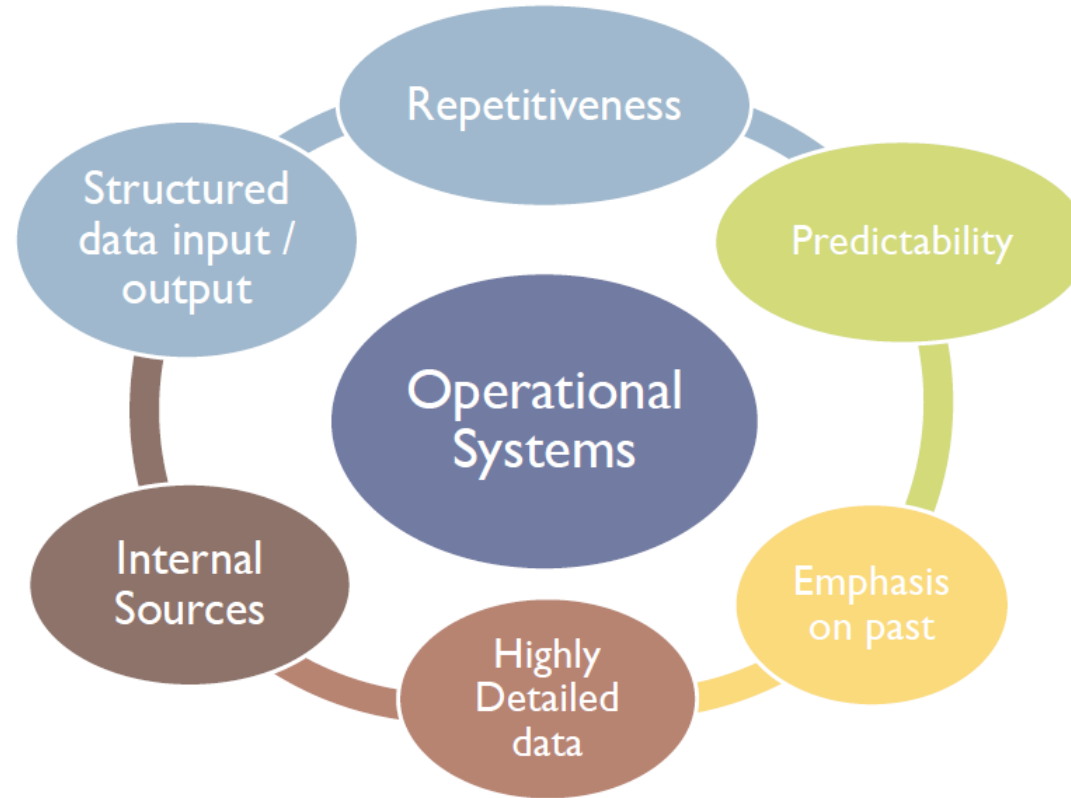 Repetitiveness
Structured
data input /
output
Predictability
Operational
Systems
Internal
Sources
Emphasis
on past
Highly
Detailed
data